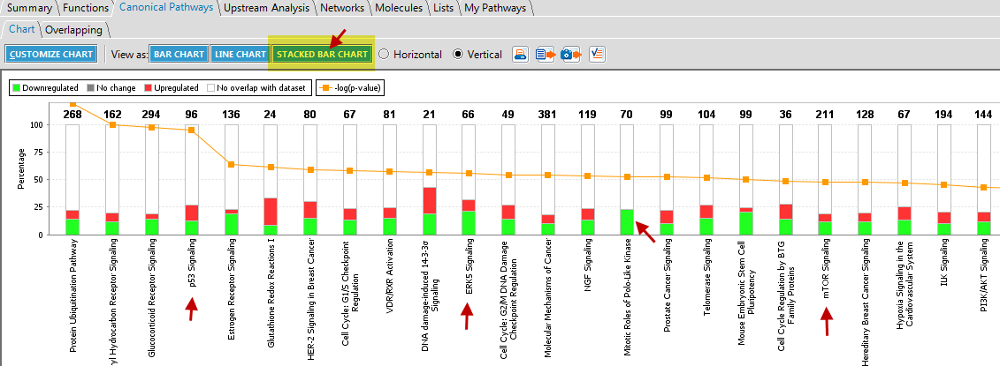 Summary Functions Canonical Pathways Upstream Analysis Networks Molecules Lists My Pathways
Chart Overlapping
CUSTOMIZE CHART View as: BAR CHART LINE CHART STACKED BAR CHART Horizontal Vertical
Downregulated No change Upregulated No overlap with dataset -log(p-value)
268 162 294 96 136 24 80 67 81 21 66 49 381 119 70 99 104 99 36 211 128 67 194 144
100
75
50
25
0
Percentage
Protein Ubiquitination Pathway
ryl Hydrocarbon Receptor Signaling
Glucocorticoid Receptor Signaling
p53 Signaling
Estrogen Receptor Signaling
Glutathione Redox Reactions I
HER-2 Signaling in Breast Cancer
Cell Cycle: G1/S Checkpoint
Regulation
VDR/RXR Activation
DNA damage-induced 14-3-3σ
Signaling
ERK5 Signaling
Cell Cycle: G2/M DNA Damage
Checkpoint Regulation
Molecular Mechanisms of Cancer
NGF Signaling
Mitotic Roles of Polo-Like Kinase
Prostate Cancer Signaling
Telomerase Signaling
Mouse Embryonic Stem Cell
Pluripotency
Cell Cycle Regulation by BTG
Family Proteins
mTOR Signaling
Hereditary Breast Cancer Signaling
Hypoxia Signaling in the
Cardiovascular System
ILK Signaling
PI3K/AKT Signaling